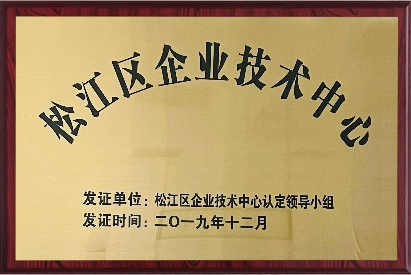 松江区企业技术中心
发证单位：松江区企业技术中心认定领导小组
发证时间：二〇一九年十二月